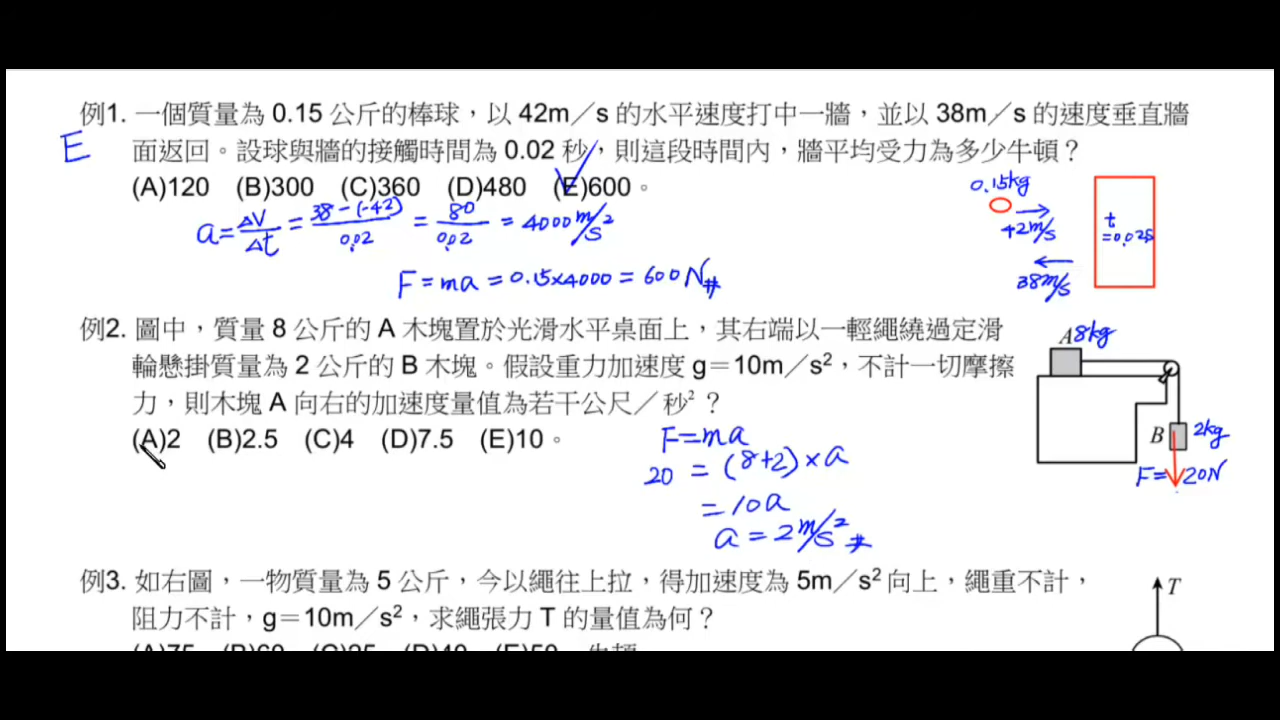 例1. 一個質量為 0.15 公斤的棒球，以 42m／s 的水平速度打中一牆，並以 38m／s 的速度垂直牆
E
面返回。設球與牆的接觸時間為 0.02 秒，則這段時間內，牆平均受力為多少牛頓？
(A)120 (B)300 (C)360 (D)480 (E)600。
0.15kg
42m/s
38m/s
t
=0.02s
a=ΔV/Δt=38-(-42)/0.02=80/0.02=4000m/s²
F=ma=0.15×4000=600N#
例2. 圖中，質量 8 公斤的 A 木塊置於光滑水平桌面上，其右端以一輕繩繞過定滑
輪懸掛質量為 2 公斤的 B 木塊。假設重力加速度 g＝10m／s²，不計一切摩擦
力，則木塊 A 向右的加速度量值為若干公尺／秒²？
(A)2 (B)2.5 (C)4 (D)7.5 (E)10。
A 8kg
B 2kg
F=20N
F=ma
20=(8+2)×a
=10a
a=2m/s²#
例3. 如右圖，一物質量為 5 公斤，今以繩往上拉，得加速度為 5m／s² 向上，繩重不計，
阻力不計，g＝10m／s²，求繩張力 T 的量值為何？
T
(A)75 (B)60 (C)25 (D)40 (E)50 牛頓